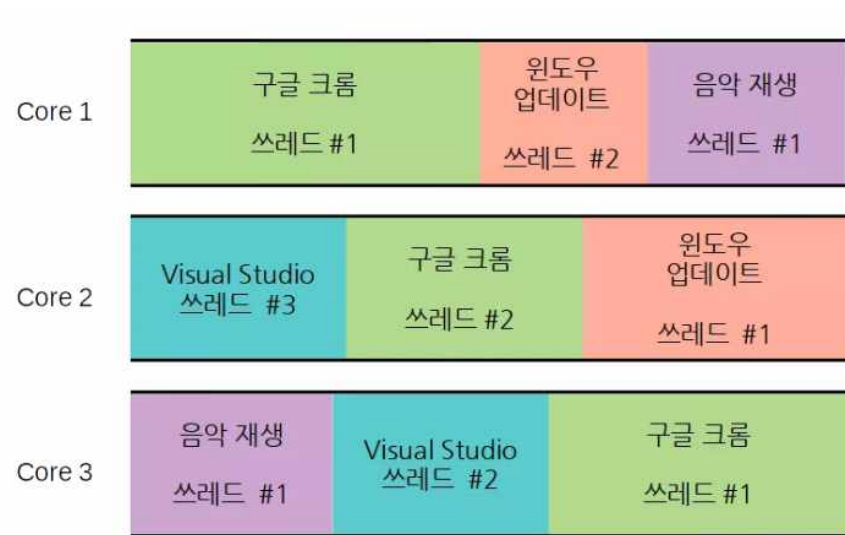 Core 1
구글 크롬
쓰레드 #1
윈도우
업데이트
쓰레드 #2
음악 재생
쓰레드 #1
Core 2
Visual Studio
쓰레드 #3
구글 크롬
쓰레드 #2
윈도우
업데이트
쓰레드 #1
Core 3
음악 재생
쓰레드 #1
Visual Studio
쓰레드 #2
구글 크롬
쓰레드 #1